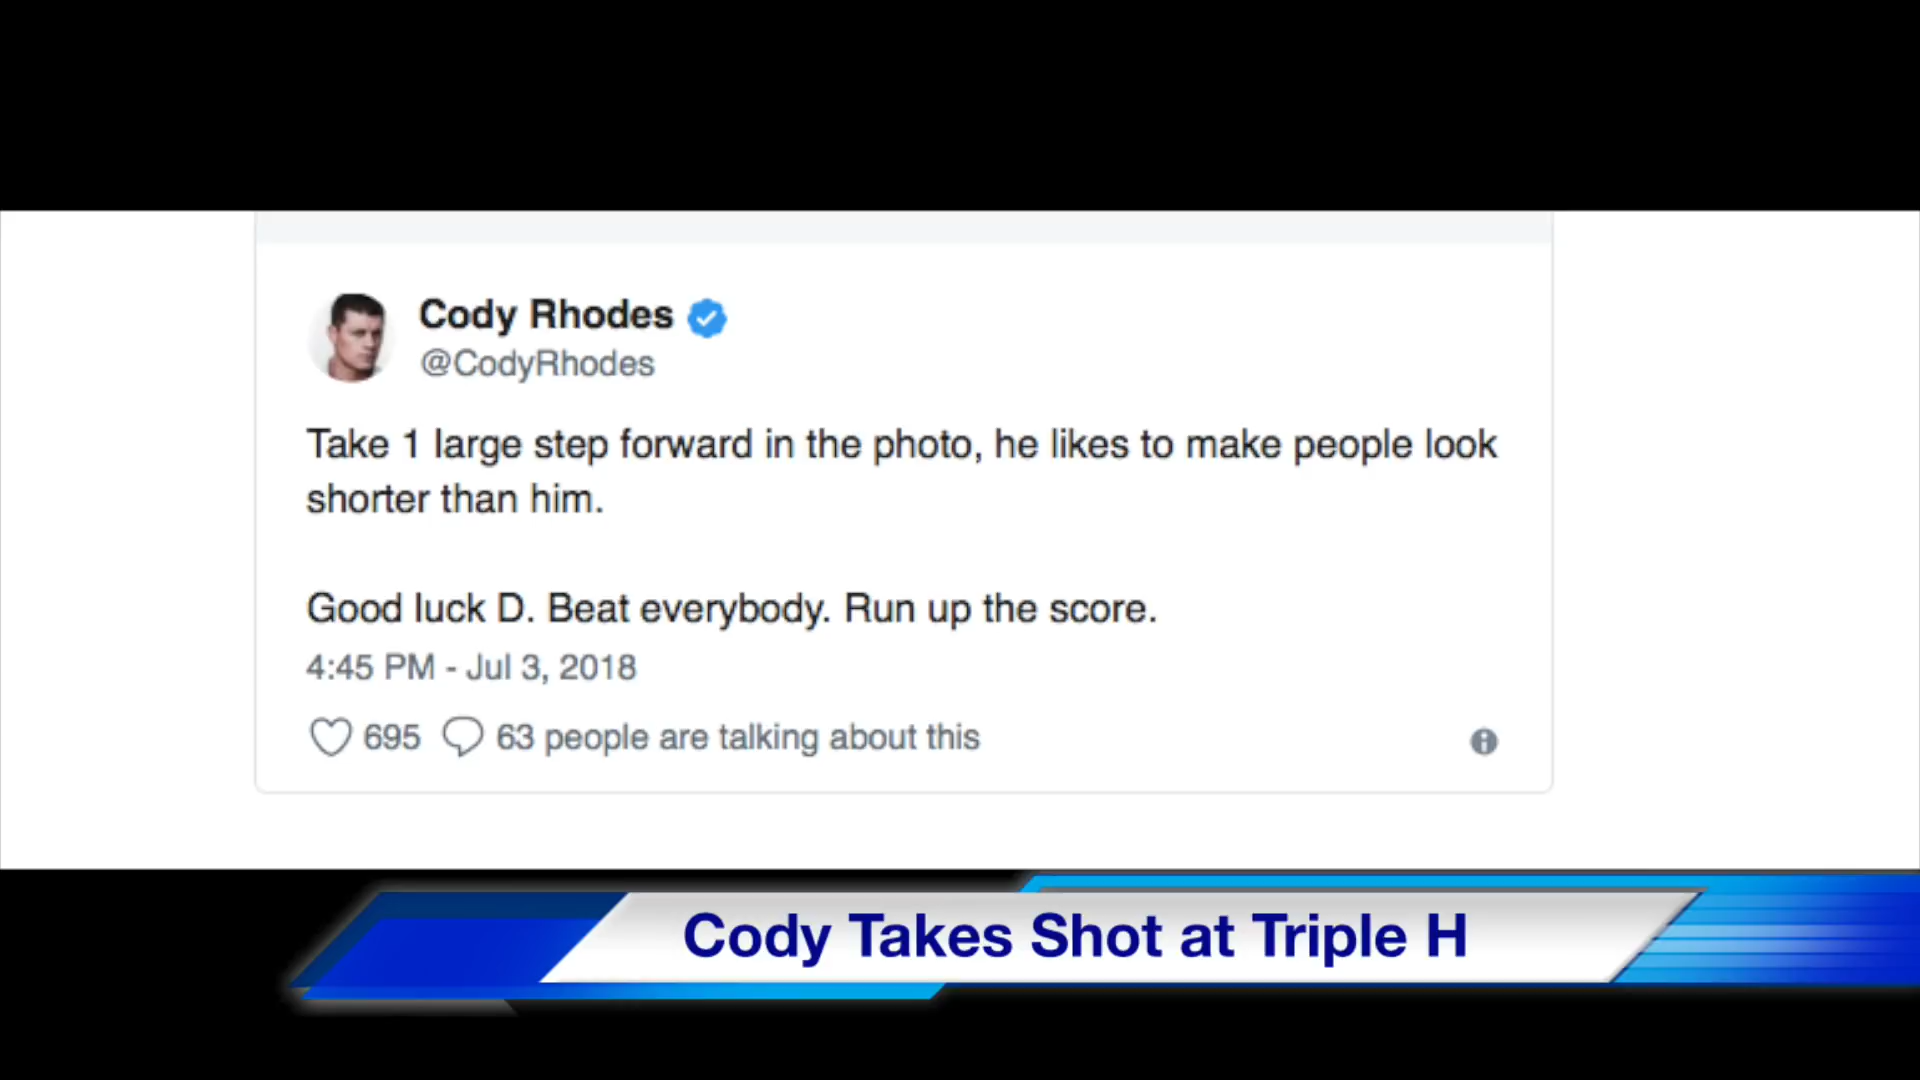 Cody Rhodes
@CodyRhodes
Take 1 large step forward in the photo, he likes to make people look
shorter than him.
Good luck D. Beat everybody. Run up the score.
4:45 PM - Jul 3, 2018
695 63 people are talking about this
Cody Takes Shot at Triple H